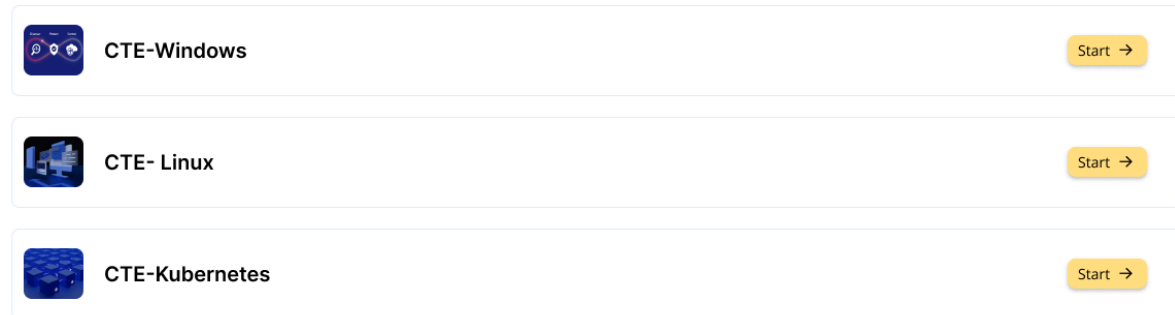 CTE-Windows
Start →
CTE- Linux
Start →
CTE-Kubernetes
Start →